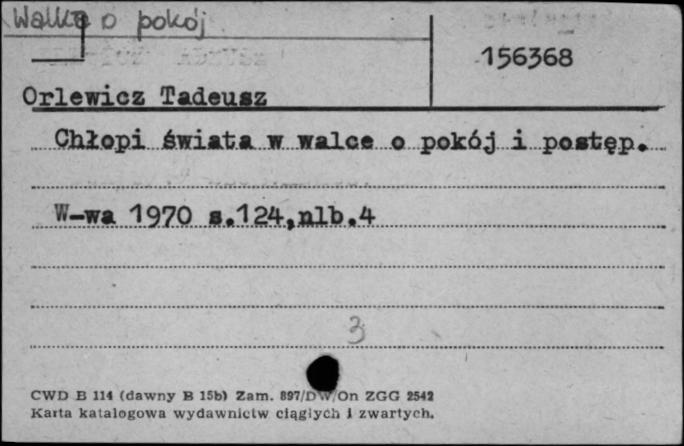 Walka o pokój
156368
Orlewicz Tadeusz
Chłopi świata w walce o pokój i postęp.
W-wa 1970 s.124,nlb.4
3
CWD B 114 (dawny B 15b) Zam. 897/DW/On ZGG 2542
Karta katalogowa wydawnictw ciągłych i zwartych.